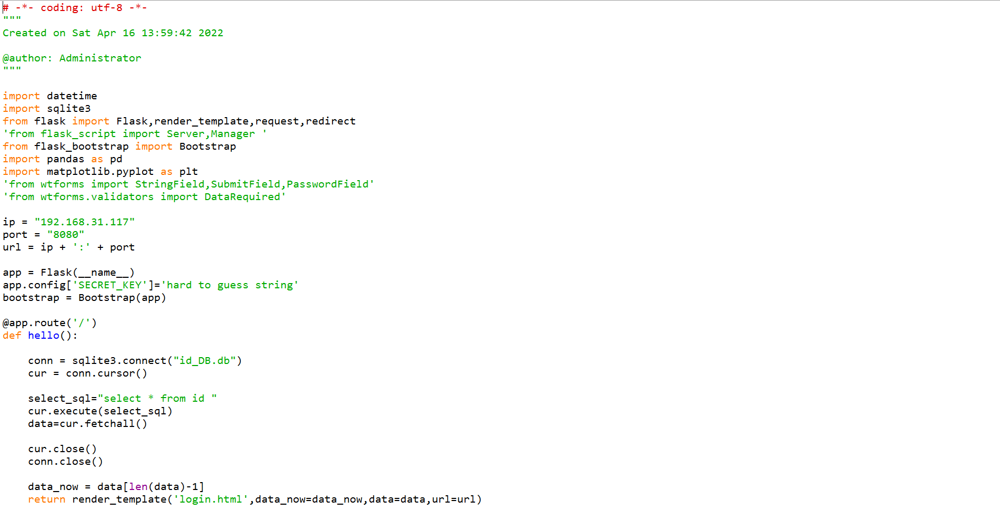 # -*- coding: utf-8 -*-
"""
Created on Sat Apr 16 13:59:42 2022

@author: Administrator
"""

import datetime
import sqlite3
from flask import Flask,render_template,request,redirect
'from flask_script import Server,Manager '
from flask_bootstrap import Bootstrap
import pandas as pd
import matplotlib.pyplot as plt
'from wtforms import StringField,SubmitField,PasswordField'
'from wtforms.validators import DataRequired'

ip = "192.168.31.117"
port = "8080"
url = ip + ':' + port

app = Flask(__name__)
app.config['SECRET_KEY']='hard to guess string'
bootstrap = Bootstrap(app)

@app.route('/')
def hello():

    conn = sqlite3.connect("id_DB.db")
    cur = conn.cursor()

    select_sql="select * from id "
    cur.execute(select_sql)
    data=cur.fetchall()

    cur.close()
    conn.close()

    data_now = data[len(data)-1]
    return render_template('login.html',data_now=data_now,data=data,url=url)